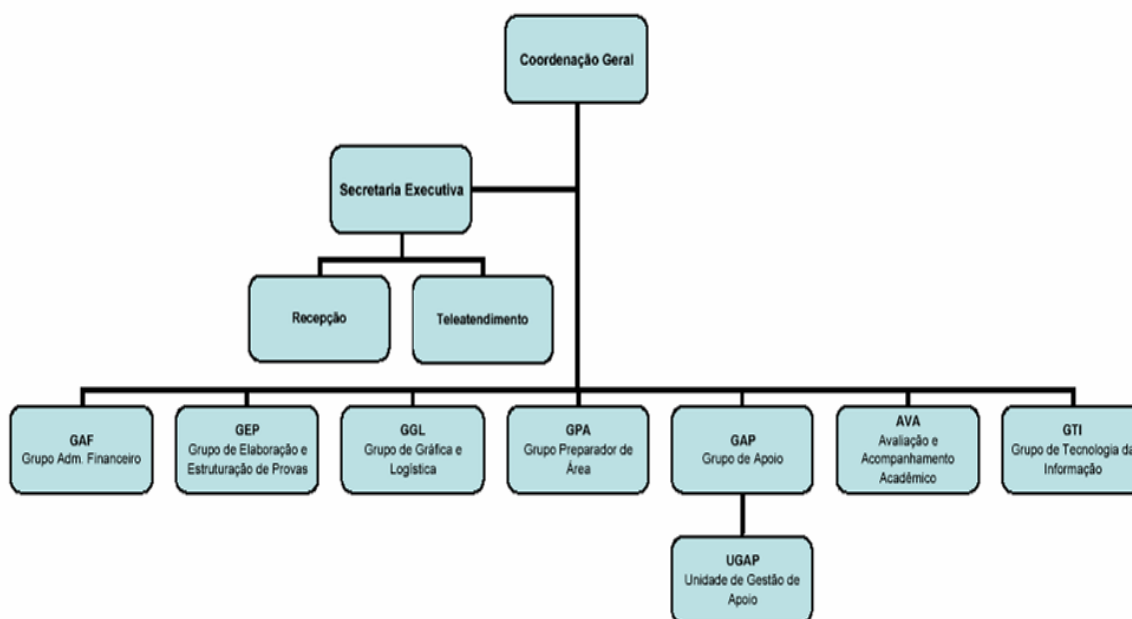 Coordenação Geral
Secretaria Executiva
Recepção
Teleatendimento
GAF
Grupo Adm. Financeiro
GEP
Grupo de Elaboração e
Estruturação de Provas
GGL
Grupo de Gráfica e
Logística
GPA
Grupo Preparador de
Área
GAP
Grupo de Apoio
AVA
Avaliação e
Acompanhamento
Acadêmico
GTI
Grupo de Tecnologia da
Informação
UGAP
Unidade de Gestão de
Apoio